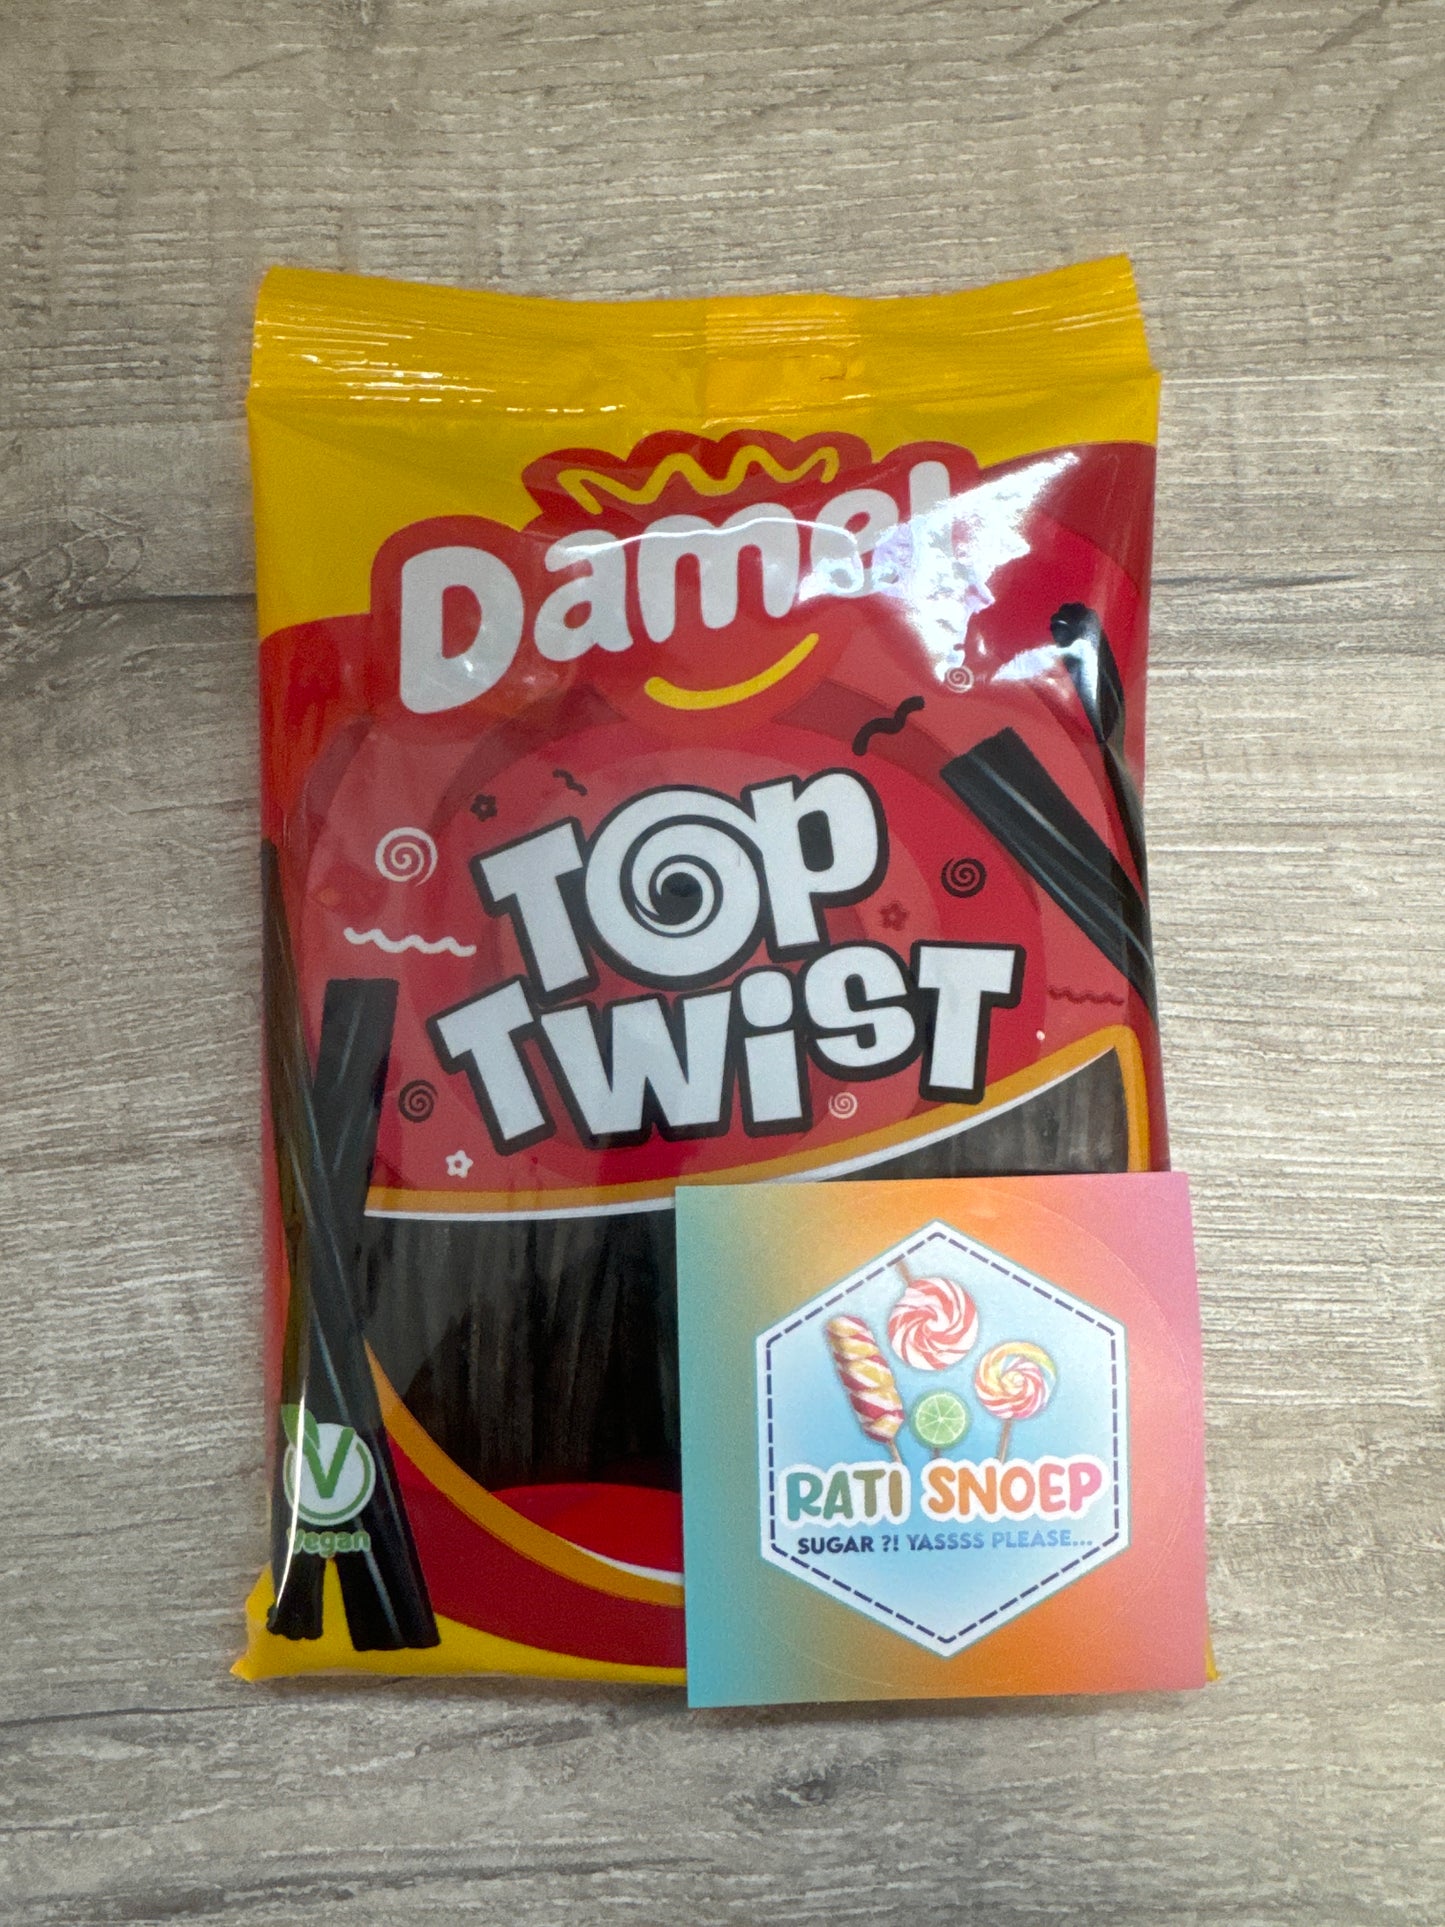 Damel
TOP
TWiST
Vegan
RATI SNOEP
SUGAR ?! YASSSS PLEASE...